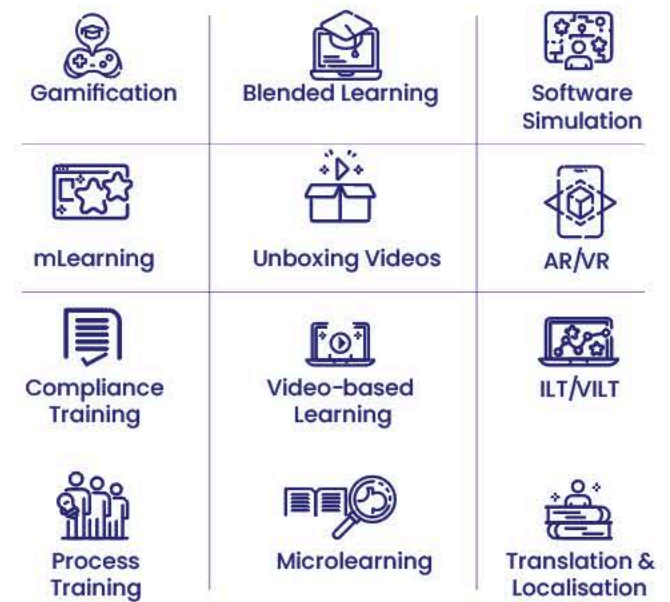 Gamification
Blended Learning
Software
Simulation
mLearning
Unboxing Videos
AR/VR
Compliance
Training
Video-based
Learning
ILT/VILT
Process
Training
Microlearning
Translation &
Localisation